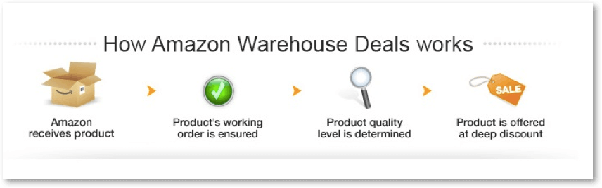 How Amazon Warehouse Deals works
Amazon
receives product
Product's working
order is ensured
Product quality
level is determined
SALE
Product is offered
at deep discount